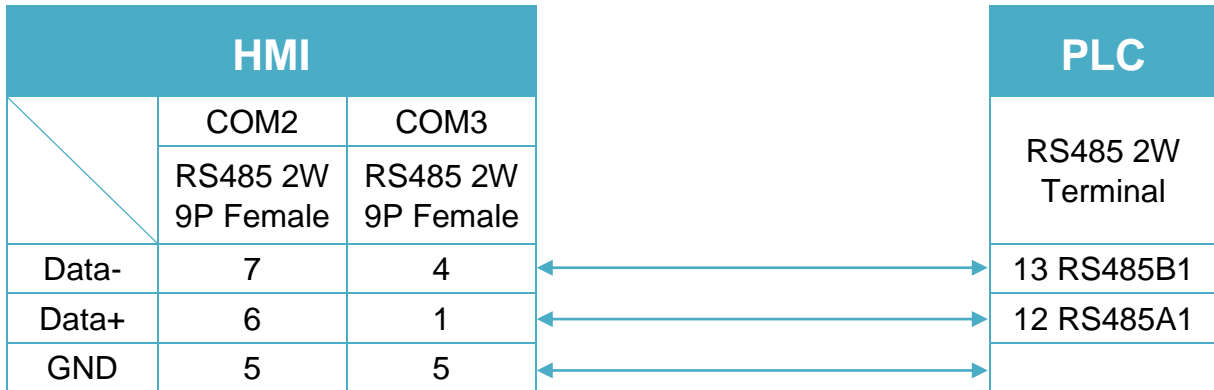 HMI
PLC
COM2 COM3
RS485 2W
9P Female
RS485 2W
9P Female
RS485 2W
Terminal
Data- 7 4 13 RS485B1
Data+ 6 1 12 RS485A1
GND 5 5